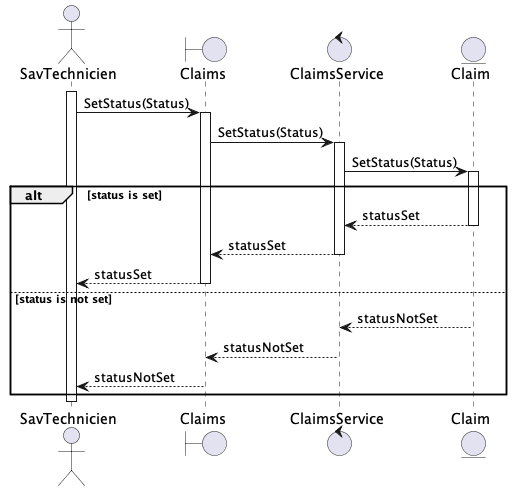 SavTechnicien Claims ClaimsService Claim
SetStatus(Status)
SetStatus(Status)
SetStatus(Status)
alt [status is set]
statusSet
statusSet
statusSet
[status is not set]
statusNotSet
statusNotSet
statusNotSet
SavTechnicien Claims ClaimsService Claim